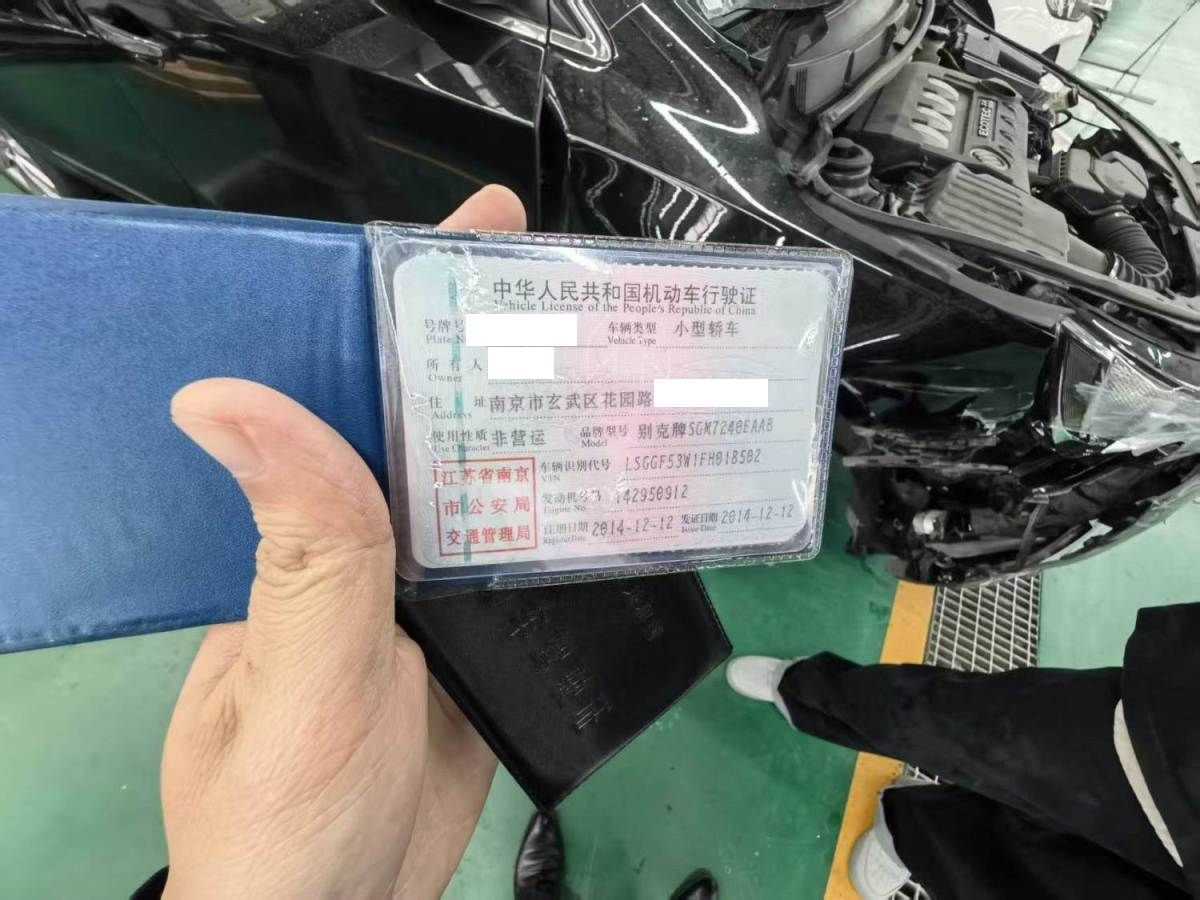 中华人民共和国机动车行驶证
Vehicle License of the People's Republic of China
号牌号 车辆类型 小型轿车
Plate N Vehicle Type
所有人
Owner
住址 南京市玄武区花园路
Address
使用性质 非营运 品牌型号 别克牌SGM7240EAAB
Use Character Model
江苏省南京 车辆识别代号 LSGGF53W1FH018502
VIN
市公安局 发动机号码 142950912
Engine No
交通管理局 注册日期 2014-12-12 发证日期 2014-12-12
Register Date Issue Date
ECOTEC